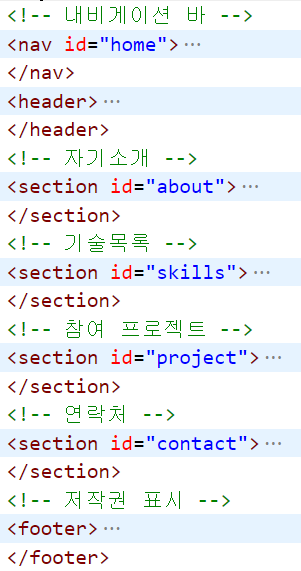 <!-- 내비게이션 바 -->
<nav id="home">…
</nav>
<header>…
</header>
<!-- 자기소개 -->
<section id="about">…
</section>
<!-- 기술목록 -->
<section id="skills">…
</section>
<!-- 참여 프로젝트 -->
<section id="project">…
</section>
<!-- 연락처 -->
<section id="contact">…
</section>
<!-- 저작권 표시 -->
<footer>…
</footer>